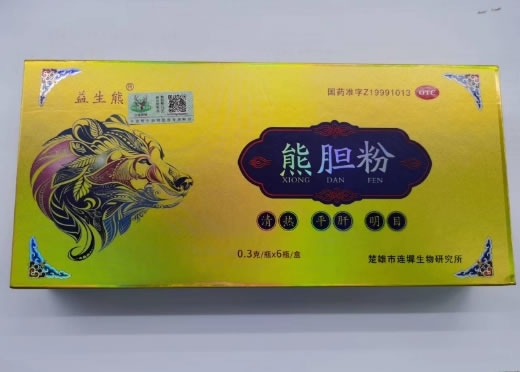 益生熊®
国药准字Z19991013
OTC
熊胆粉
XIONG DAN FEN
清热 平肝 明目
0.3克/瓶x6瓶/盒
楚雄市连墀生物研究所